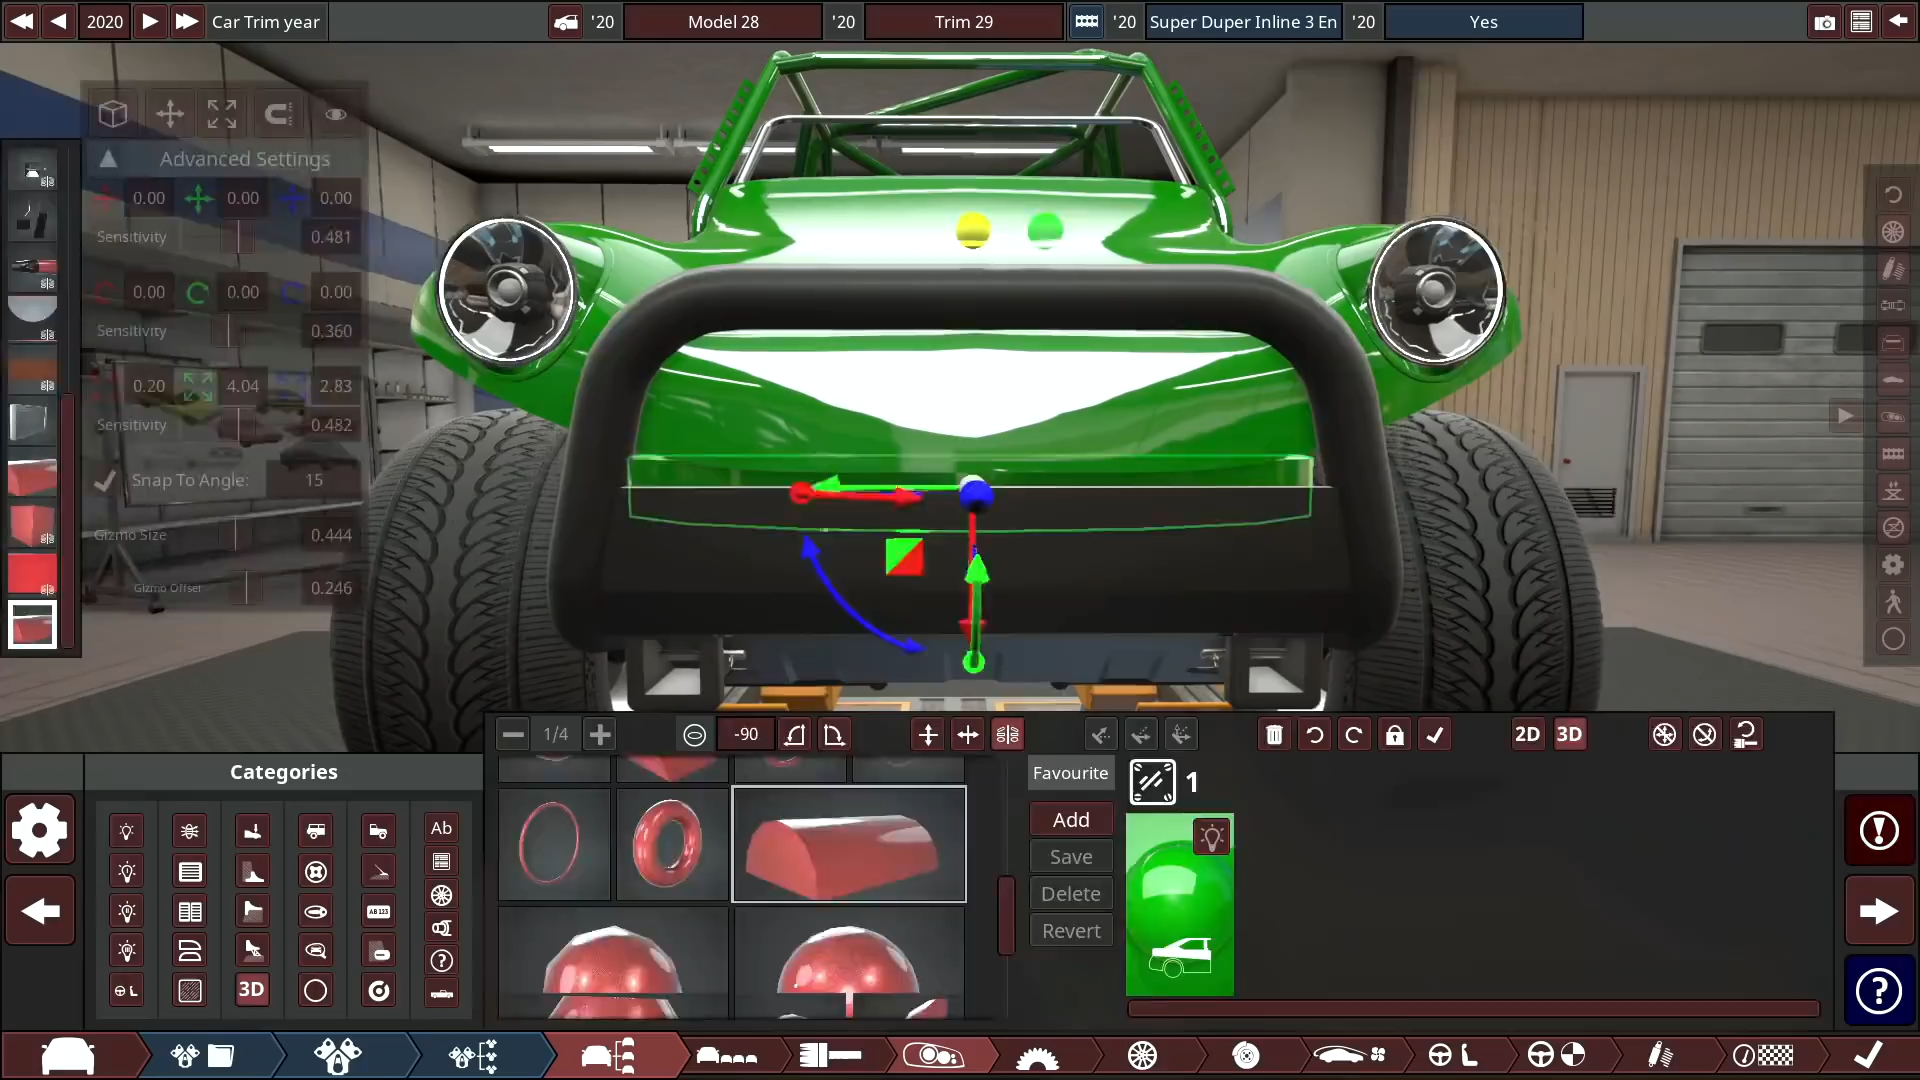 2020
Car Trim year
'20
Model 28
'20
Trim 29
'20
Super Duper Inline 3 En
'20
Yes
Advanced Settings
0.00
0.00
0.00
Sensitivity
0.481
0.00
0.00
0.00
Sensitivity
0.360
0.20
4.04
2.83
Sensitivity
0.482
Snap To Angle:
15
Gizmo Size
0.444
Gizmo Offset
0.246
1/4
-90
2D
3D
Categories
Ab
AB 123
3D
Favourite
Add
Save
Delete
Revert
1